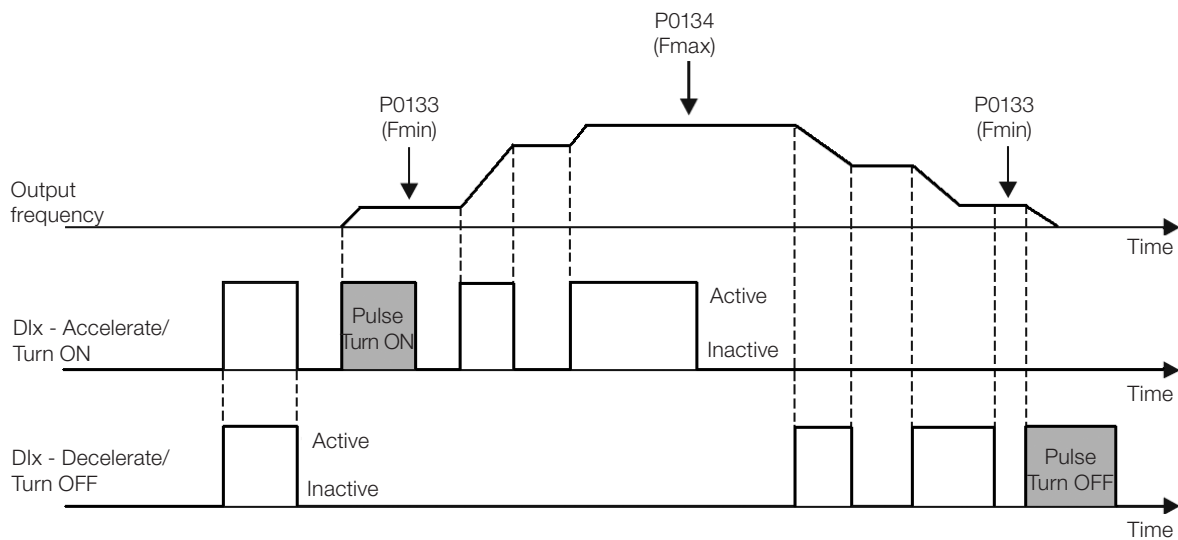 P0134
(Fmax)
P0133
(Fmin)
P0133
(Fmin)
Output
frequency
Time
DIx - Accelerate/
Turn ON
Pulse
Turn ON
Active
Inactive
Time
DIx - Decelerate/
Turn OFF
Active
Inactive
Pulse
Turn OFF
Time